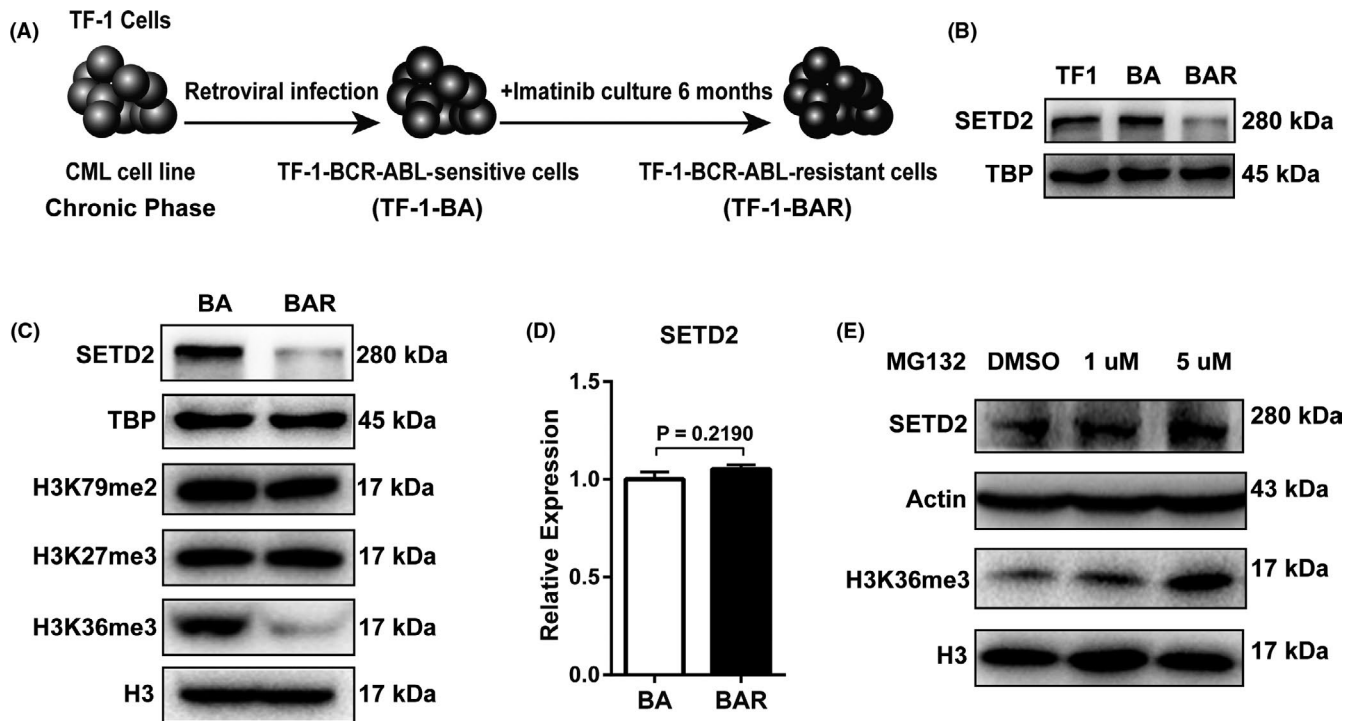 (A)
TF-1 Cells
Retroviral infection
+Imatinib culture 6 months
CML cell line
Chronic Phase
TF-1-BCR-ABL-sensitive cells
(TF-1-BA)
TF-1-BCR-ABL-resistant cells
(TF-1-BAR)
(B)
TF1 BA BAR
SETD2 280 kDa
TBP 45 kDa
(C)
BA BAR
SETD2 280 kDa
TBP 45 kDa
H3K79me2 17 kDa
H3K27me3 17 kDa
H3K36me3 17 kDa
H3 17 kDa
(D)
SETD2
Relative Expression
1.5
1.0
0.5
0.0
P = 0.2190
BA BAR
(E)
MG132 DMSO 1 uM 5 uM
SETD2 280 kDa
Actin 43 kDa
H3K36me3 17 kDa
H3 17 kDa